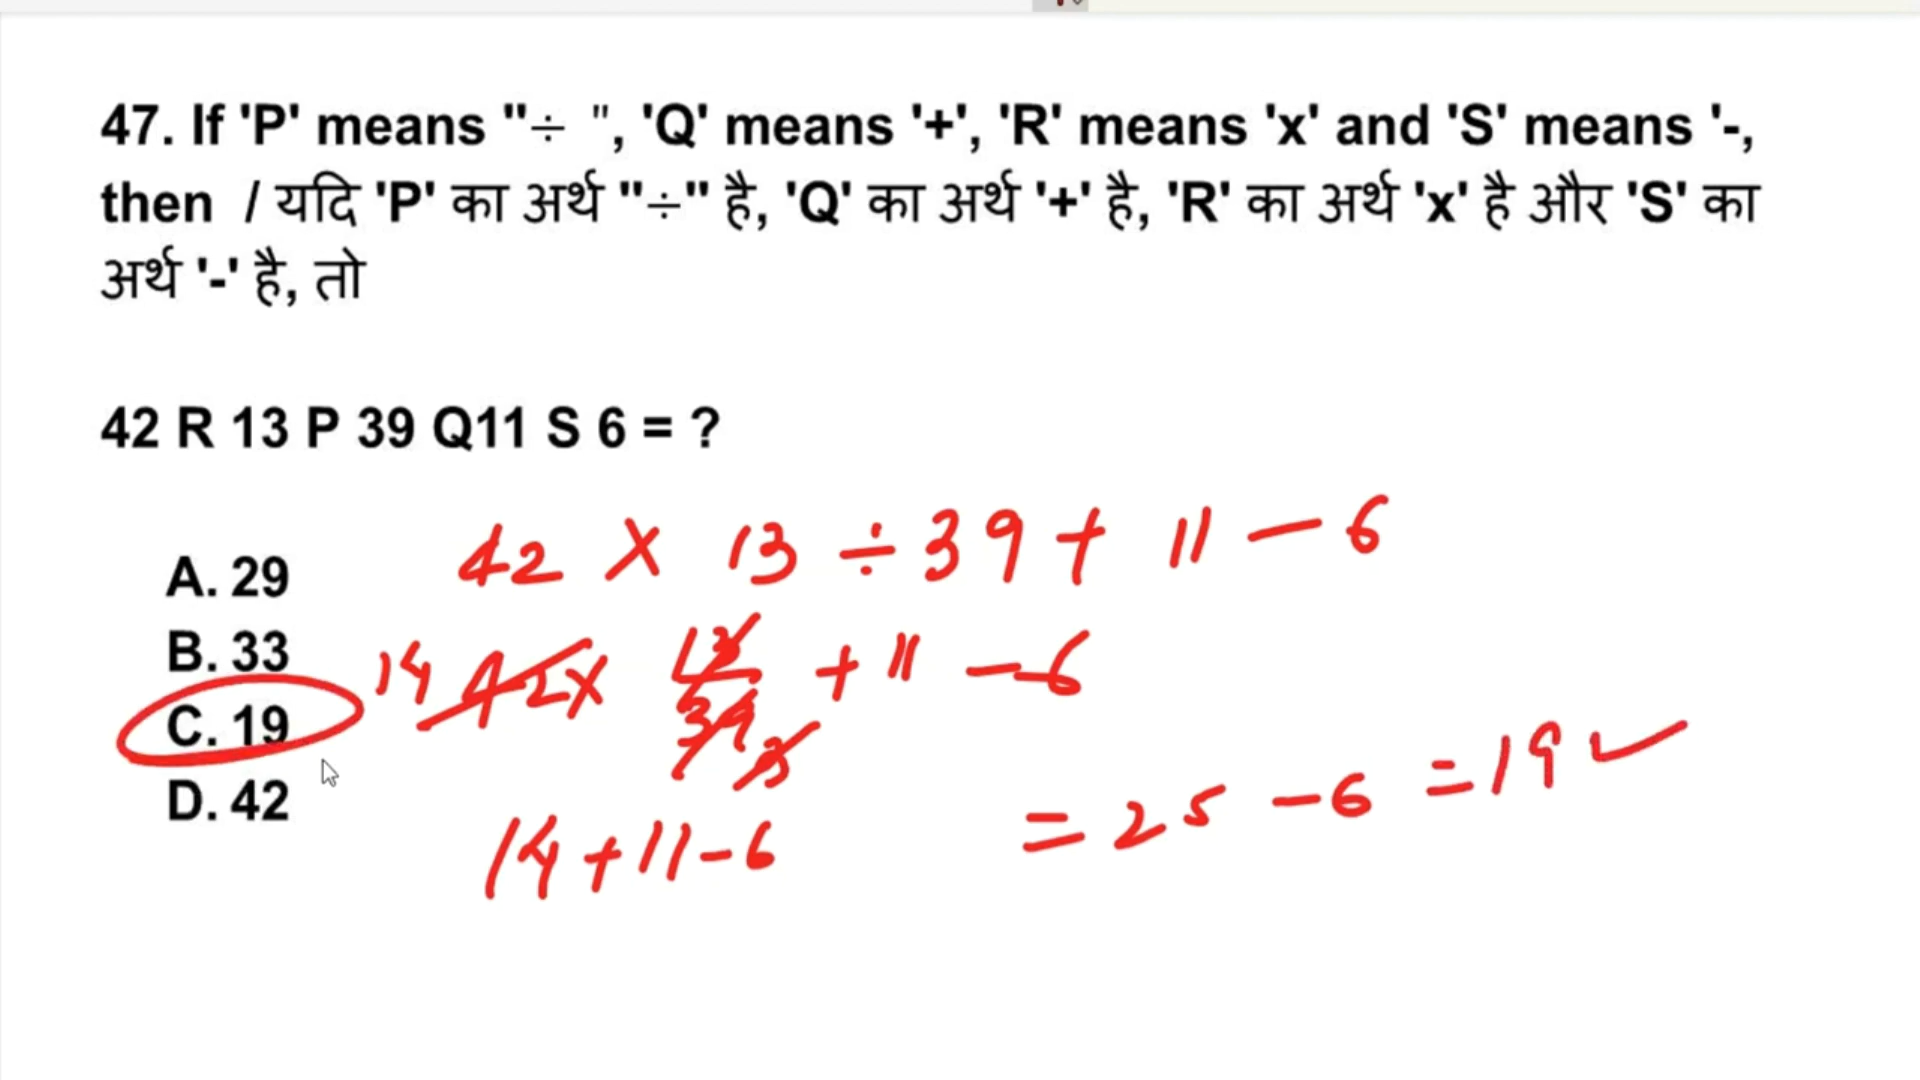 47. If 'P' means "÷ ", 'Q' means '+', 'R' means 'x' and 'S' means '-,
then / यदि 'P' का अर्थ "÷" है, 'Q' का अर्थ '+' है, 'R' का अर्थ 'x' है और 'S' का
अर्थ '-' है, तो
42 R 13 P 39 Q11 S 6 = ?
A. 29
B. 33
C. 19
D. 42
42 × 13 ÷ 39 + 11 - 6
14 42 × 13/39 3 + 11 - 6
14 + 11 - 6
= 25 - 6 = 19 ✓